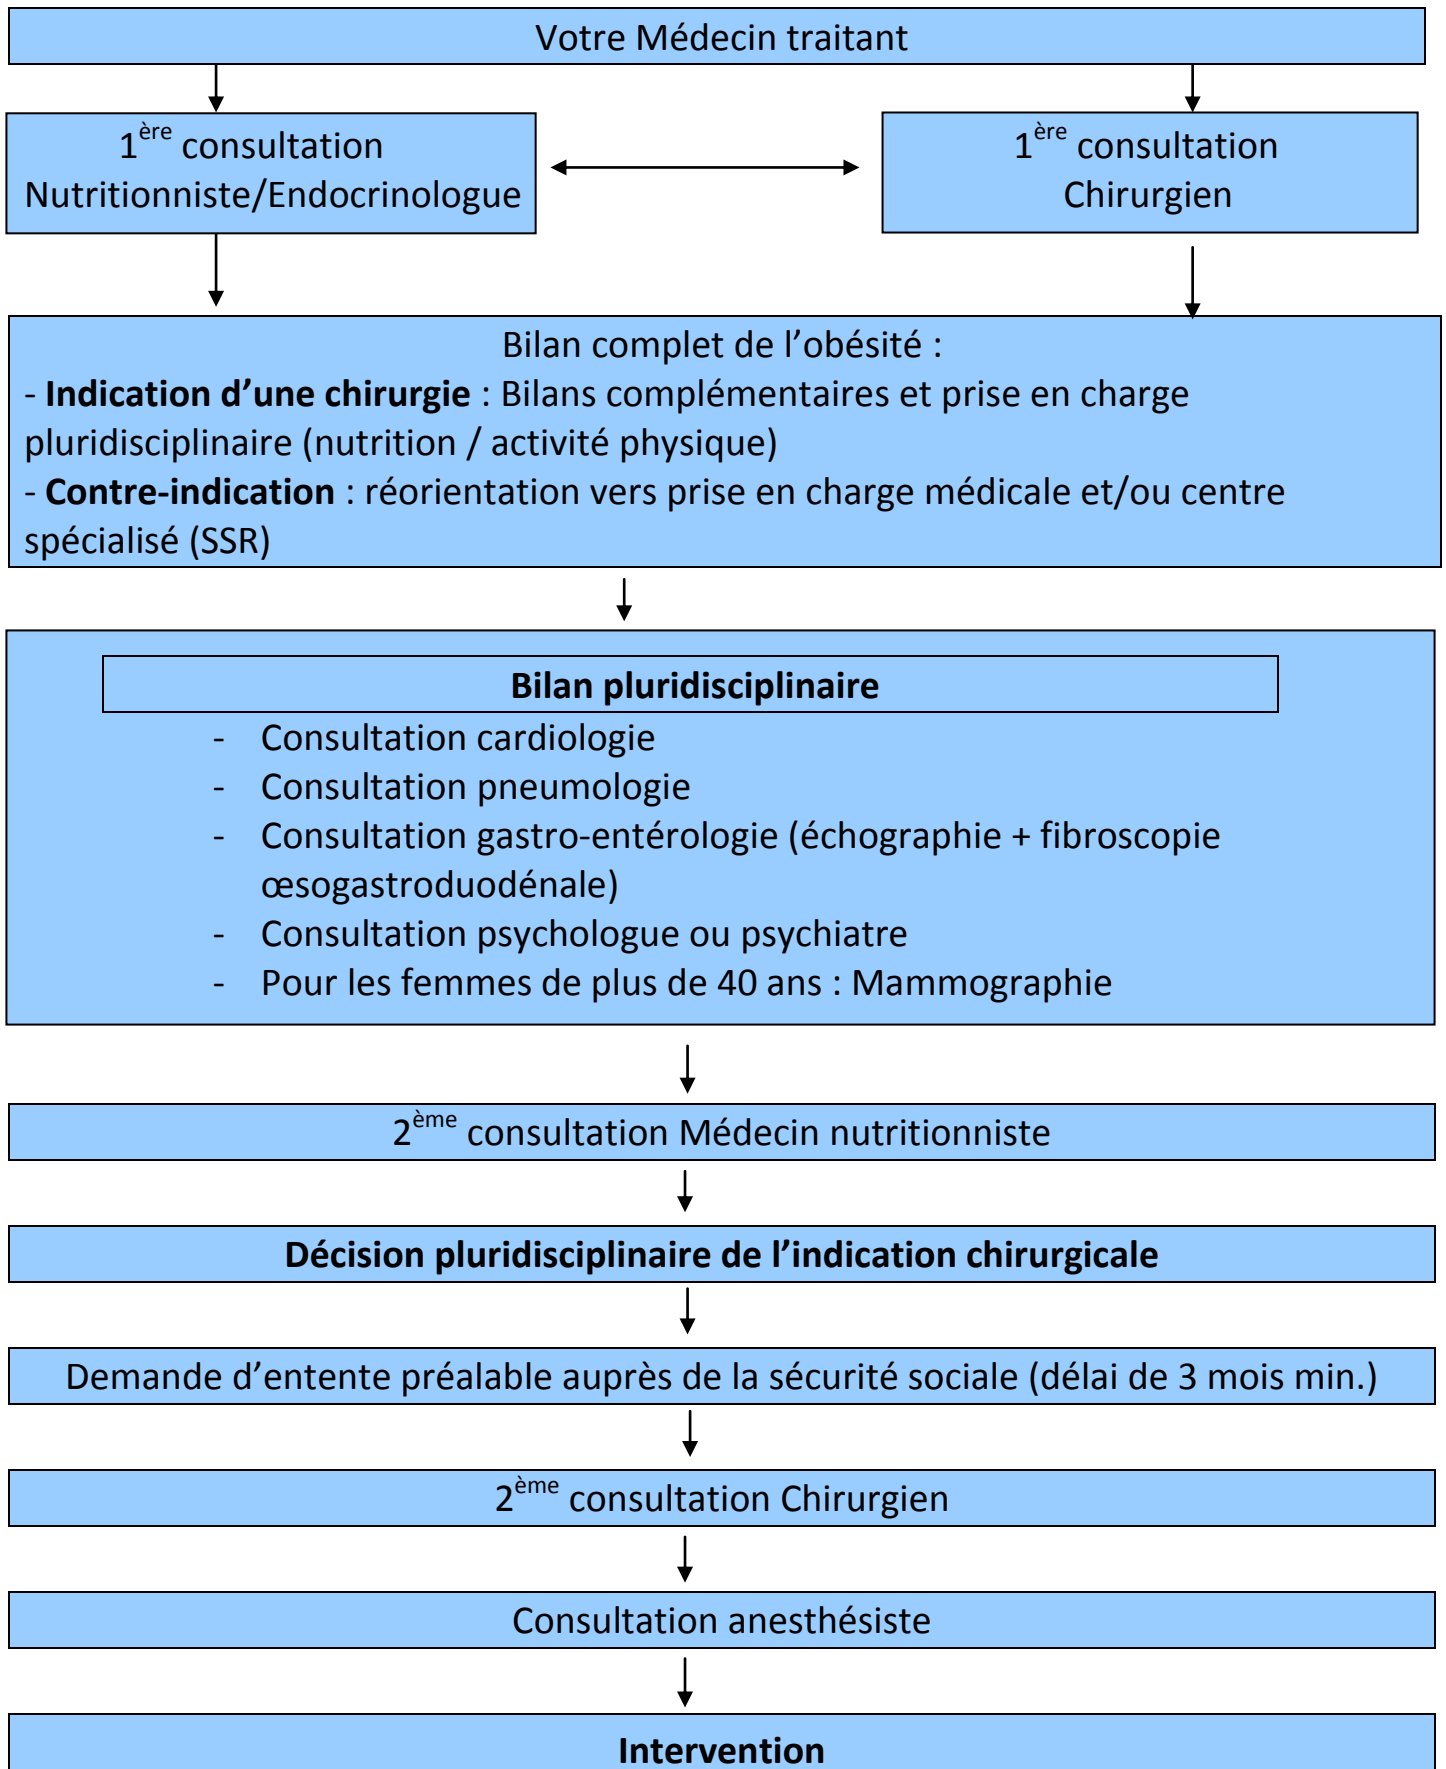 Votre Médecin traitant
1ère consultation
Nutritionniste/Endocrinologue
1ère consultation
Chirurgien
Bilan complet de l’obésité :
- Indication d’une chirurgie : Bilans complémentaires et prise en charge
pluridisciplinaire (nutrition / activité physique)
- Contre-indication : réorientation vers prise en charge médicale et/ou centre
spécialisé (SSR)
Bilan pluridisciplinaire
- Consultation cardiologie
- Consultation pneumologie
- Consultation gastro-entérologie (échographie + fibroscopie
œsogastroduodénale)
- Consultation psychologue ou psychiatre
- Pour les femmes de plus de 40 ans : Mammographie
2ème consultation Médecin nutritionniste
Décision pluridisciplinaire de l’indication chirurgicale
Demande d’entente préalable auprès de la sécurité sociale (délai de 3 mois min.)
2ème consultation Chirurgien
Consultation anesthésiste
Intervention